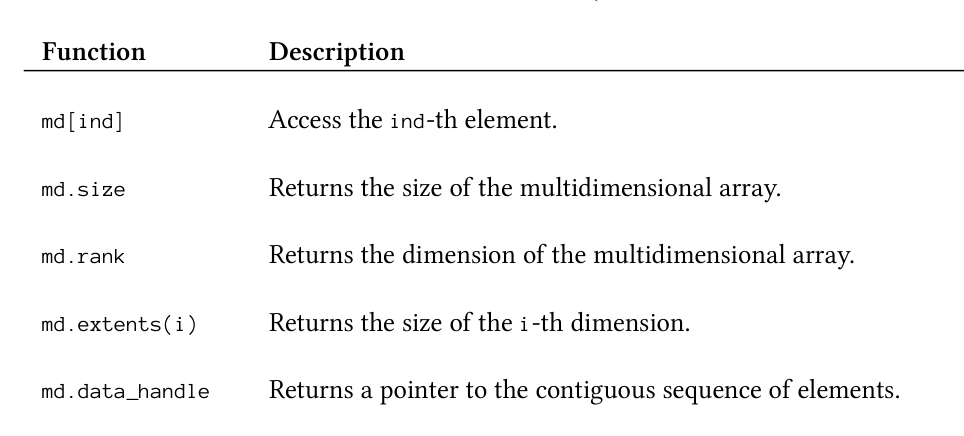 Function Description
md[ind] Access the ind-th element.
md.size Returns the size of the multidimensional array.
md.rank Returns the dimension of the multidimensional array.
md.extents(i) Returns the size of the i-th dimension.
md.data_handle Returns a pointer to the contiguous sequence of elements.